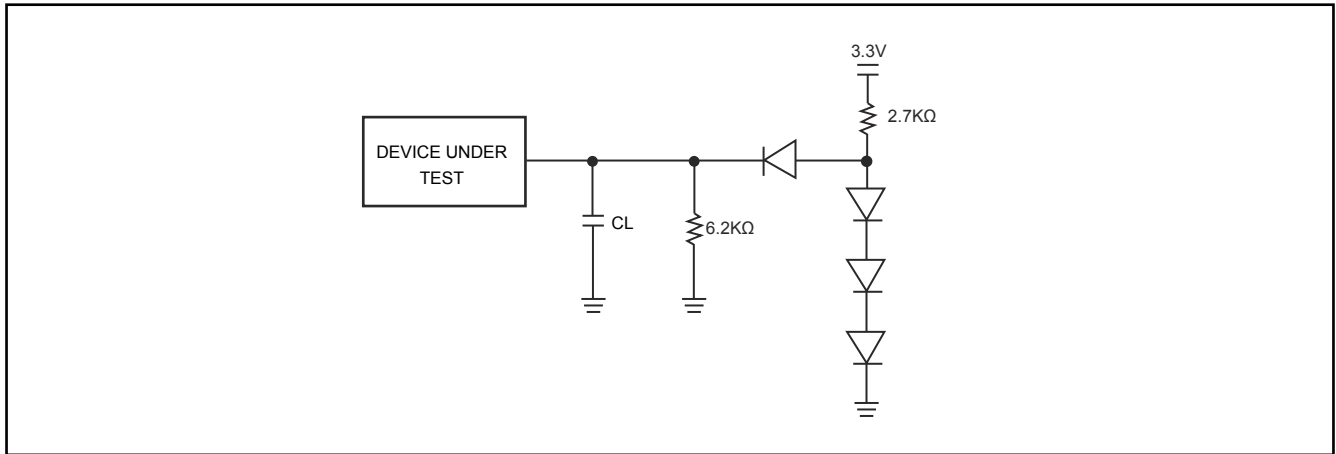 3.3V
2.7KΩ
DEVICE UNDER
TEST
CL
6.2KΩ